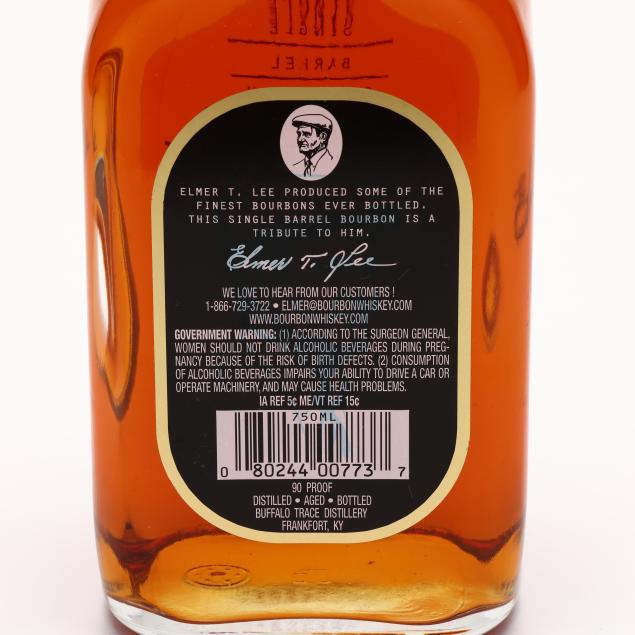 SINGLE
BARREL
ELMER T. LEE PRODUCED SOME OF THE
FINEST BOURBONS EVER BOTTLED.
THIS SINGLE BARREL BOURBON IS A
TRIBUTE TO HIM.
Elmer T. Lee
WE LOVE TO HEAR FROM OUR CUSTOMERS !
1-866-729-3722 • ELMER@BOURBONWHISKEY.COM
WWW.BOURBONWHISKEY.COM
GOVERNMENT WARNING: (1) ACCORDING TO THE SURGEON GENERAL,
WOMEN SHOULD NOT DRINK ALCOHOLIC BEVERAGES DURING PREG-
NANCY BECAUSE OF THE RISK OF BIRTH DEFECTS. (2) CONSUMPTION
OF ALCOHOLIC BEVERAGES IMPAIRS YOUR ABILITY TO DRIVE A CAR OR
OPERATE MACHINERY, AND MAY CAUSE HEALTH PROBLEMS.
IA REF 5¢ ME/VT REF 15¢
750ML
0 80244 00773 7
90 PROOF
DISTILLED • AGED • BOTTLED
BUFFALO TRACE DISTILLERY
FRANKFORT, KY